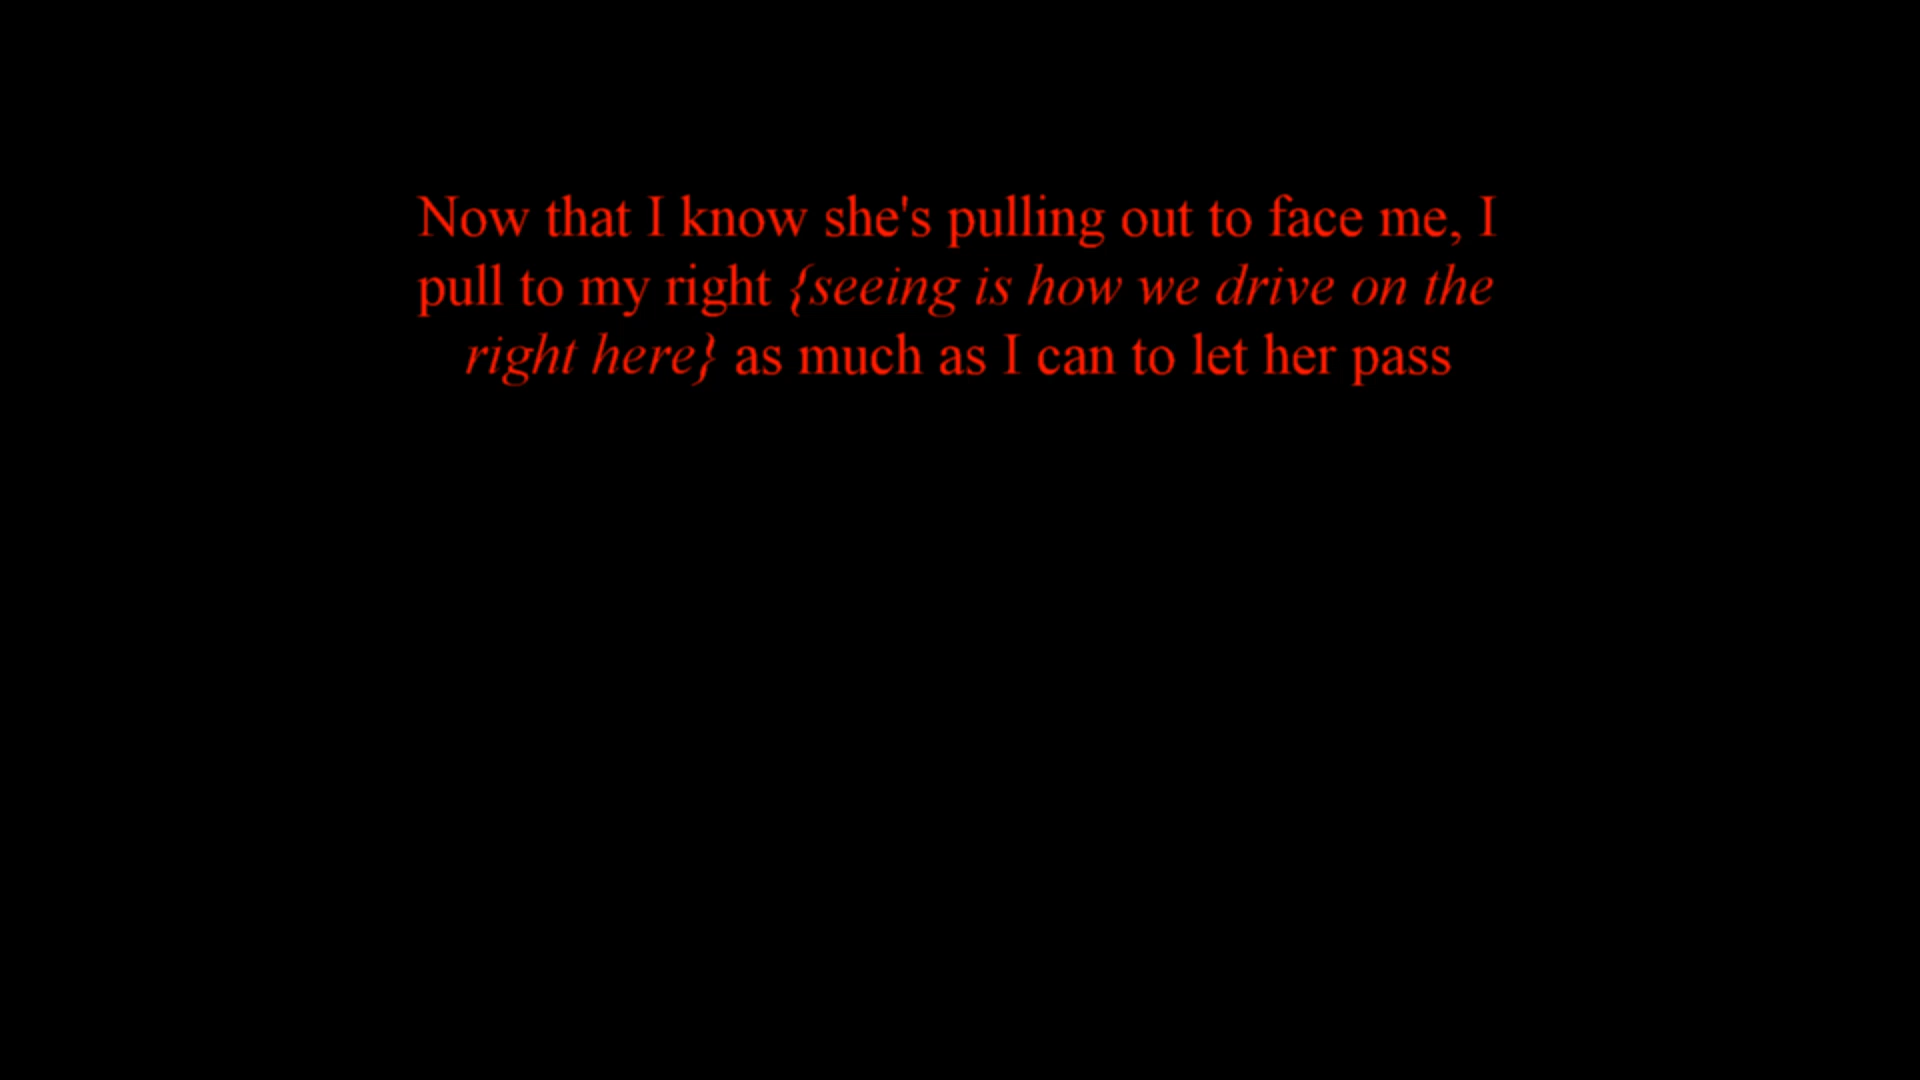 Now that I know she's pulling out to face me, I
pull to my right {seeing is how we drive on the
right here} as much as I can to let her pass